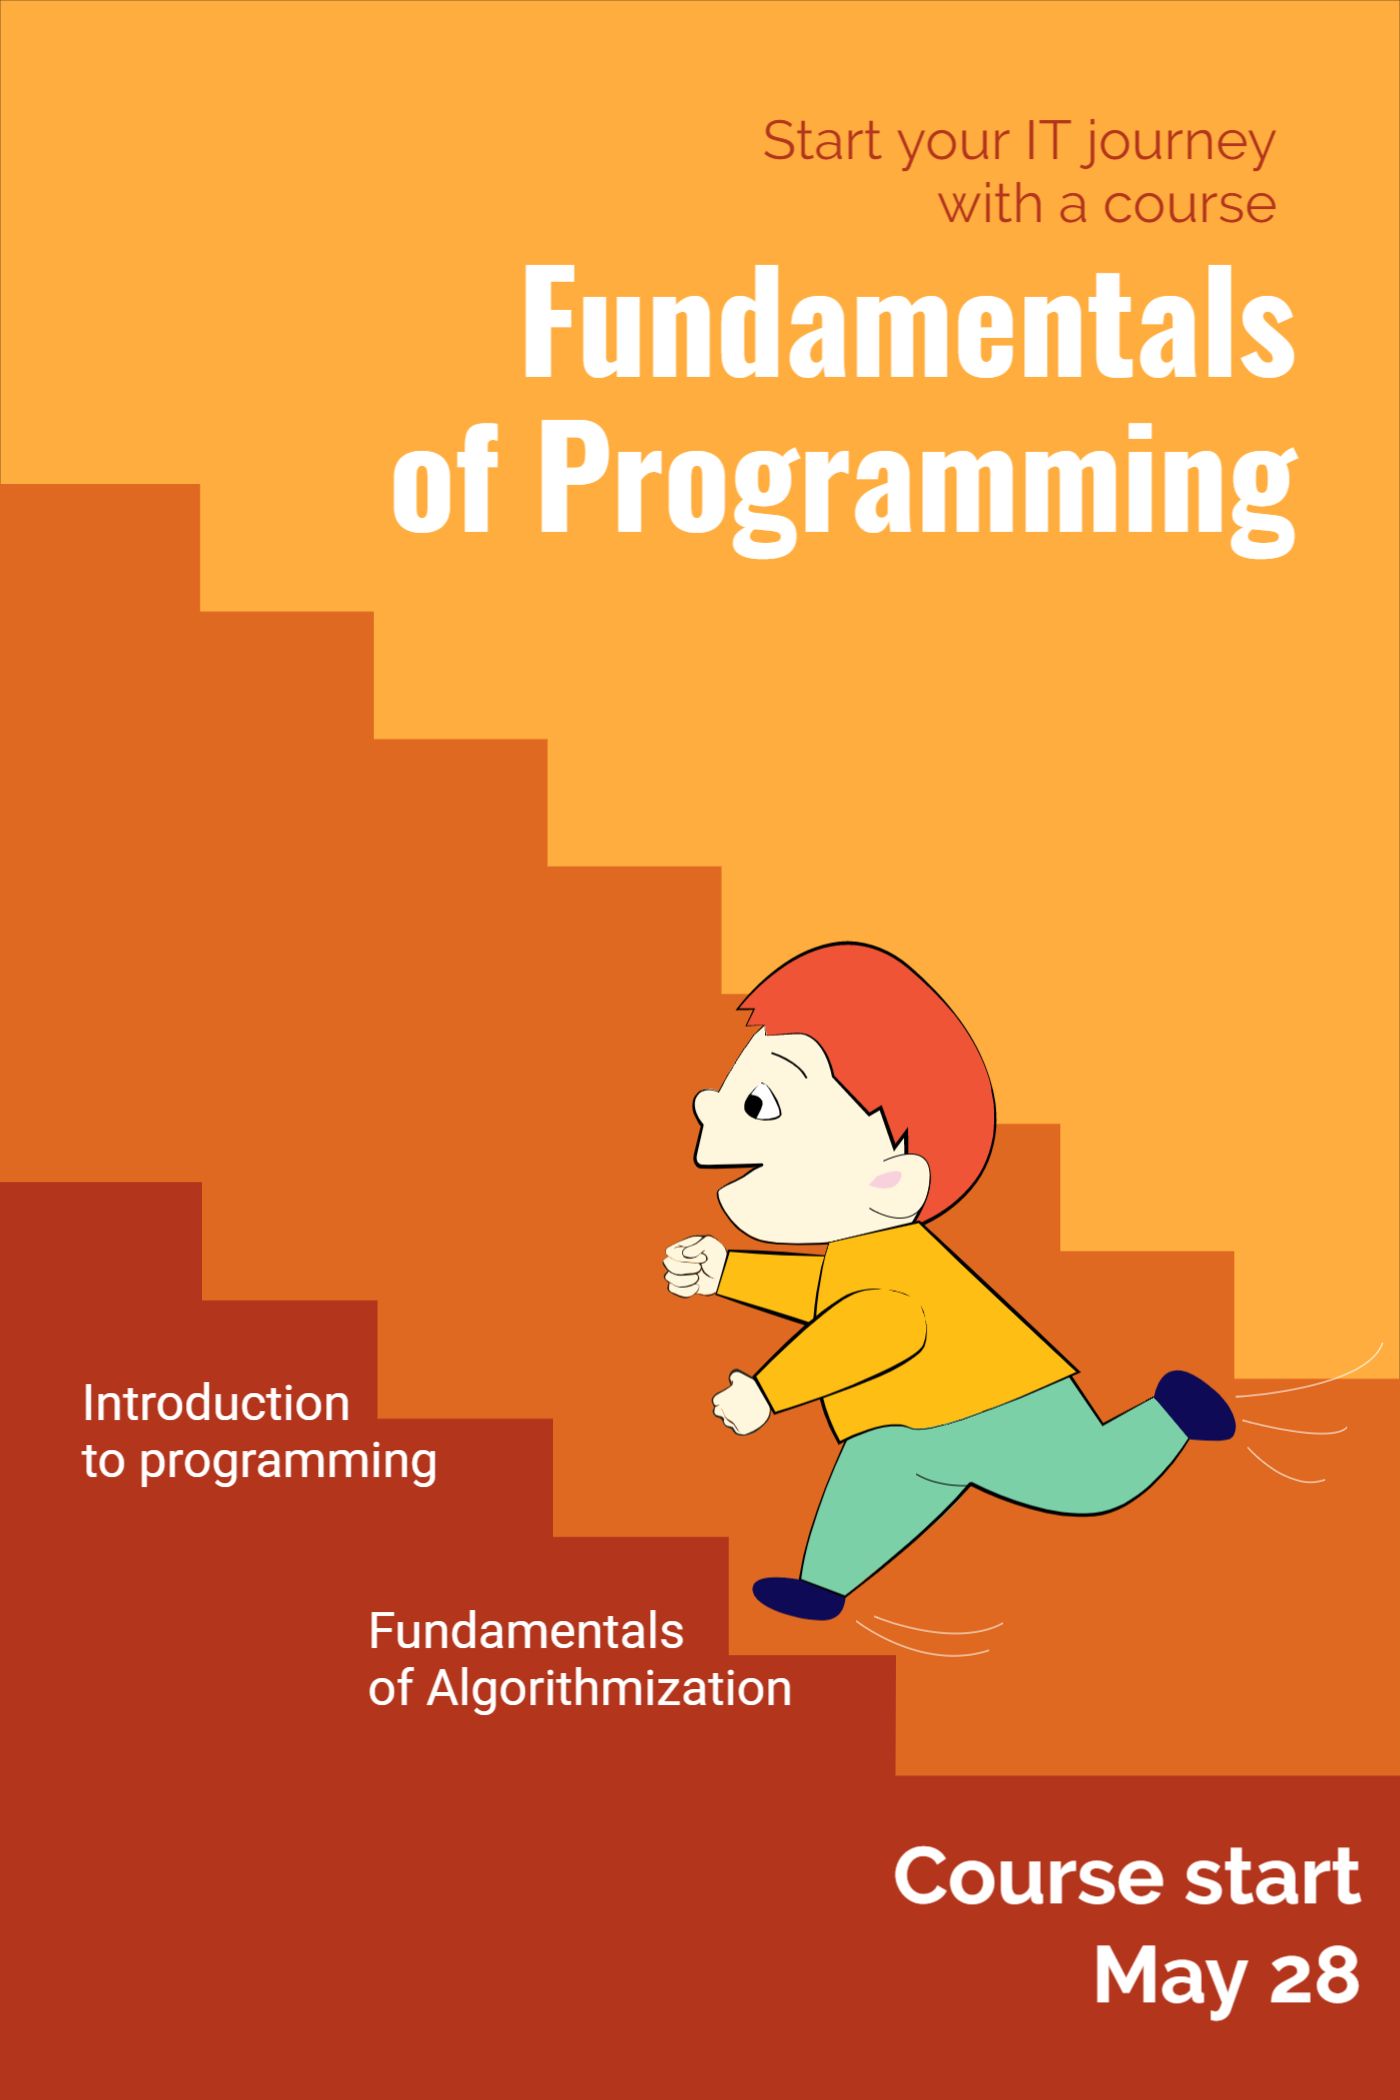 Start your IT journey
with a course
Fundamentals
of Programming
Introduction
to programming
Fundamentals
of Algorithmization
Course start
May 28